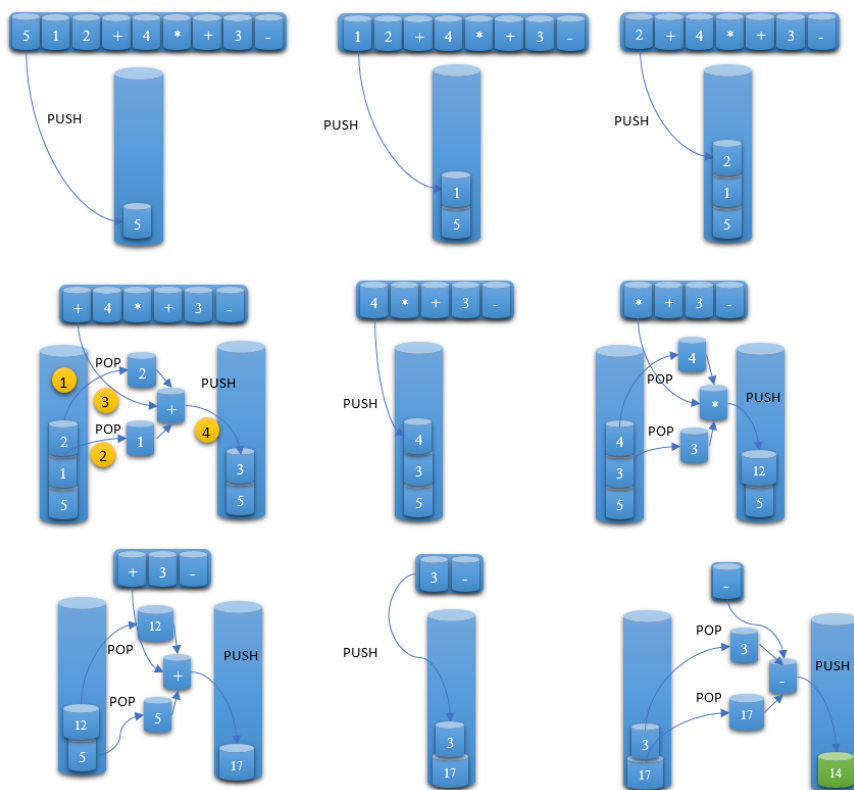 5 1 2 + 4 * + 3 -
PUSH
5
1 2 + 4 * + 3 -
PUSH
1
5
2 + 4 * + 3 -
PUSH
2
1
5
+ 4 * + 3 -
1 POP 2
3 PUSH
+
2 POP 1 4
2
1 3
5 5
4 * + 3 -
PUSH
4
3
5
* + 3 -
4
POP PUSH
*
4 POP 3
3 12
5 5
+ 3 -
12
POP PUSH
+
POP 5
12
5 17
3 -
PUSH
3
17
-
POP 3
PUSH
-
POP 17
3
17 14